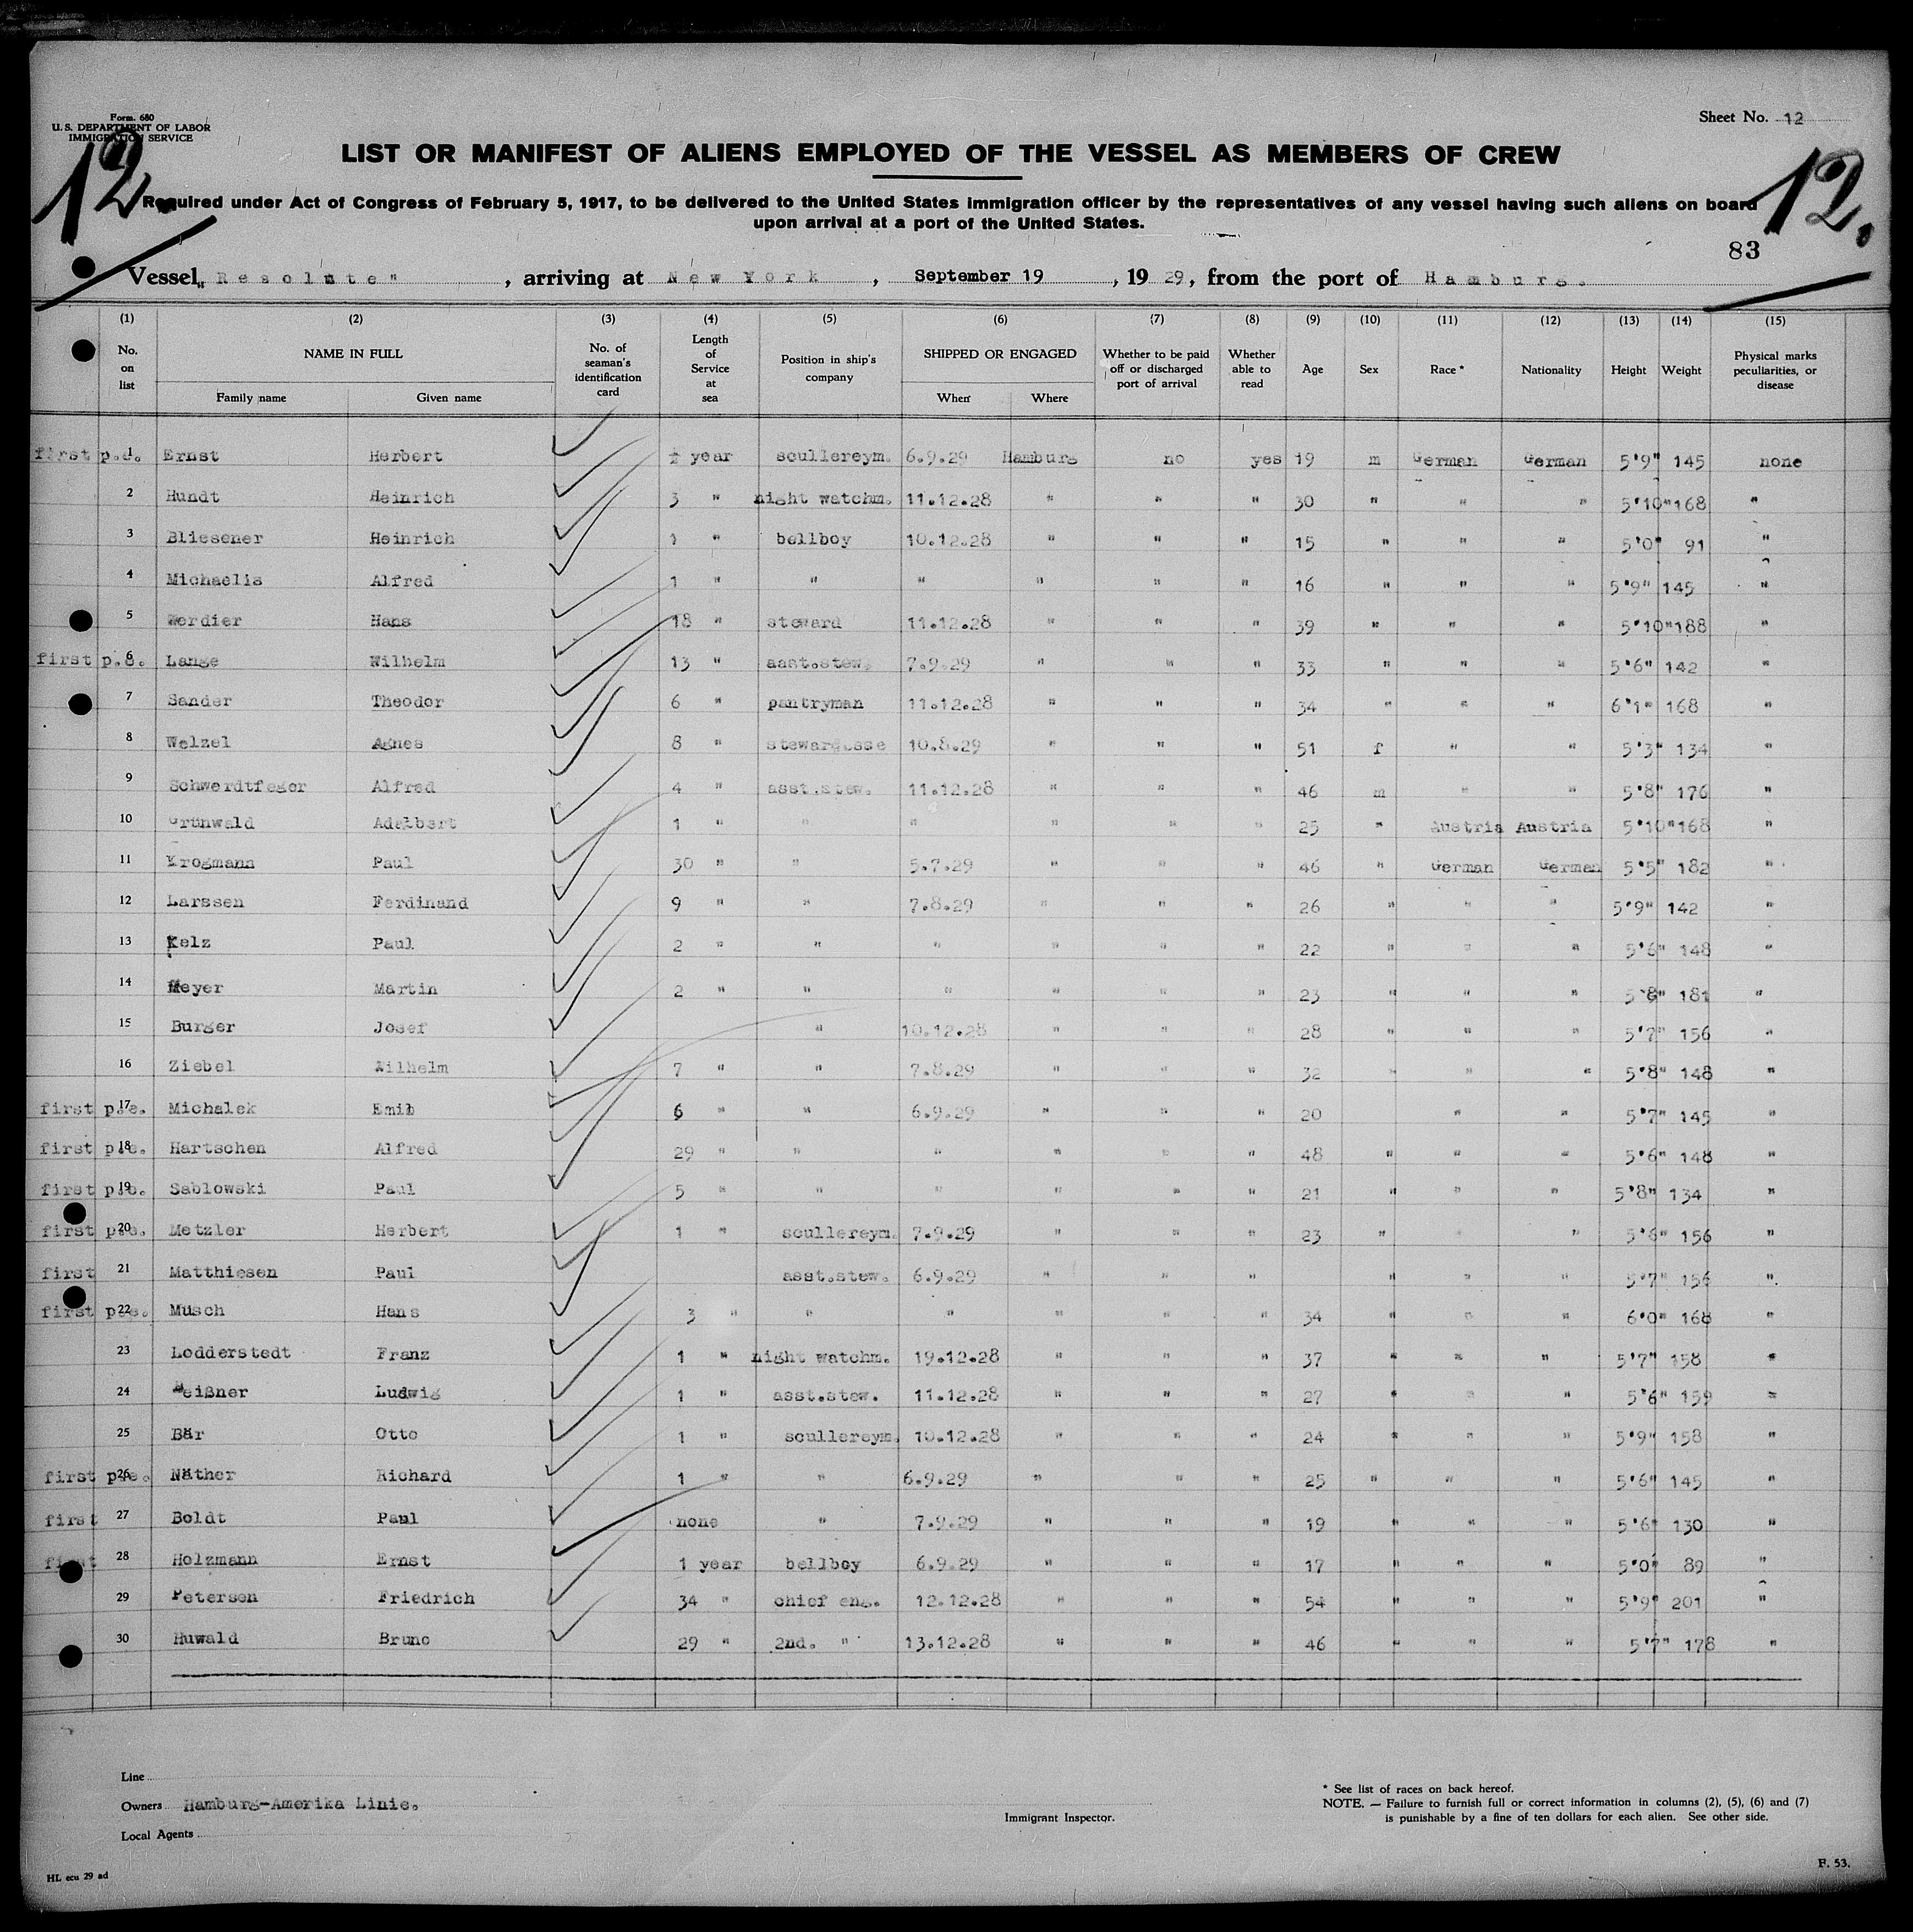 Form. 680
U. S. DEPARTMENT OF LABOR
IMMIGRATION SERVICE
Sheet No. 12
12.
12.
LIST OR MANIFEST OF ALIENS EMPLOYED OF THE VESSEL AS MEMBERS OF CREW
Required under Act of Congress of February 5, 1917, to be delivered to the United States immigration officer by the representatives of any vessel having such aliens on board
upon arrival at a port of the United States.
83
Vessel „Resolute" , arriving at New York , September 19 , 19 29, from the port of Hamburg.
(1) (2) (3) (4) (5) (6) (7) (8) (9) (10) (11) (12) (13) (14) (15)
No. on list NAME IN FULL Family name Given name No. of seaman's identification card Length of Service at sea Position in ship's company SHIPPED OR ENGAGED When Where Whether to be paid off or discharged port of arrival Whether able to read Age Sex Race * Nationality Height Weight Physical marks peculiarities, or disease
first p.e. 1 Ernst Herbert ½ year scullereym. 6.9.29 Hamburg no yes 19 m German German 5'9" 145 none
2 Hundt Heinrich 3 " night watchm. 11.12.28 " " " 30 " " " 5'10" 168 "
3 Bliesener Heinrich 1 " bellboy 10.12.28 " " " 15 " " " 5'0" 91 "
4 Michaelis Alfred 1 " " " " " " 16 " " " 5'9" 145 "
5 Werdier Hans 18 " steward 11.12.28 " " " 39 " " " 5'10" 188 "
first p.e. 6 Lange Wilhelm 13 " asst.stew. 7.9.29 " " " 33 " " " 5'6" 142 "
7 Sander Theodor 6 " pantryman 11.12.28 " " " 34 " " " 6'1" 168 "
8 Welzel Agnes 8 " stewardesse 10.8.29 " " " 51 f " " 5'3" 134 "
9 Schwerdtfeger Alfred 4 " asst.stew. 11.12.28 " " " 46 m " " 5'8" 176 "
10 Grünwald Adalbert 1 " " " " " " 25 " Austria Austria 5'10" 168 "
11 Krogmann Paul 30 " " 5.7.29 " " " 46 " German German 5'5" 182 "
12 Larssen Ferdinand 9 " " 7.8.29 " " " 26 " " " 5'9" 142 "
13 Kelz Paul 2 " " " " " " 22 " " " 5'6" 148 "
14 Meyer Martin 2 " " " " " " 23 " " " 5'8" 181 "
15 Burger Josef " 10.12.28 " " " 28 " " " 5'7" 156 "
16 Ziebel Wilhelm 7 " " 7.8.29 " " " 32 " " " 5'8" 148 "
first p.e. 17 Michalek Emib 6 " " 6.9.29 " " " 20 " " 5'7" 145 "
first p.e. 18 Hartschen Alfred 29 " " " " " " 48 " " " 5'6" 148 "
first p.e. 19 Sablowski Paul 5 " " " " " " 21 " " " 5'8" 134 "
first p.e. 20 Metzler Herbert 1 " scullereym. 7.9.29 " " " 23 " " " 5'6" 156 "
first 21 Matthiesen Paul asst.stew. 6.9.29 " " " " " " 5'7" 156 "
first p.e. 22 Musch Hans 3 " " " " " " 34 " " " 6'0" 168 "
23 Lodderstedt Franz 1 " night watchm. 19.12.28 " " " 37 " " " 5'7" 158 "
24 Meißner Ludwig 1 " asst.stew. 11.12.28 " " " 27 " " " 5'6" 159 "
25 Bär Otto 1 " scullereym. 10.12.28 " " " 24 " " " 5'9" 158 "
first p.e. 26 Näther Richard 1 " " 6.9.29 " " " 25 " " " 5'6" 145 "
first 27 Boldt Paul none " 7.9.29 " " " 19 " " " 5'6" 130 "
first 28 Holzmann Ernst 1 year bellboy 6.9.29 " " " 17 " " " 5'0" 89 "
29 Petersen Friedrich 34 " chief eng. 12.12.28 " " " 54 " " " 5'9" 201 "
30 Huwald Bruno 29 " 2nd. " 13.12.28 " " " 46 " " " 5'7" 178 "
Line
Owners Hamburg-Amerika Linie.
Local Agents
Immigrant Inspector.
* See list of races on back hereof.
NOTE. — Failure to furnish full or correct information in columns (2), (5), (6) and (7)
is punishable by a fine of ten dollars for each alien. See other side.
HL ecu 29 ad
F. 53.